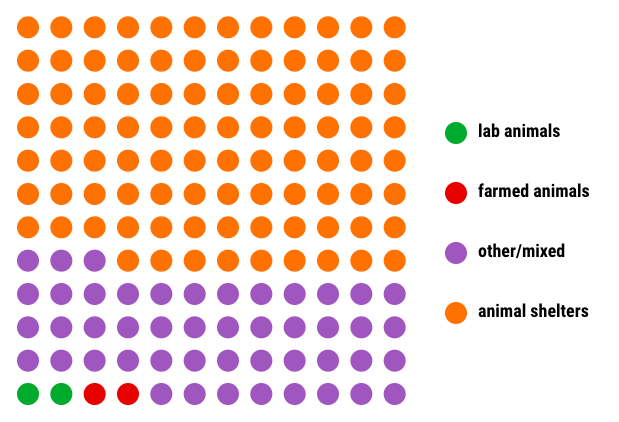 lab animals
farmed animals
other/mixed
animal shelters